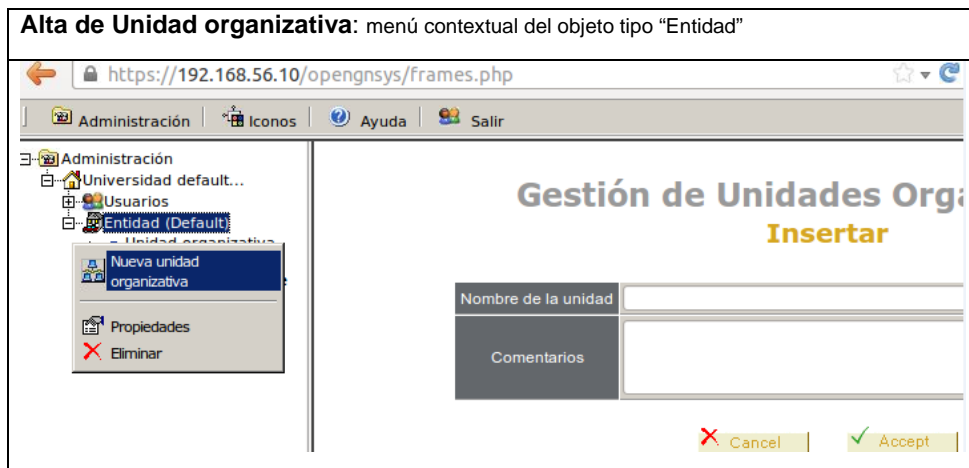 Alta de Unidad organizativa: menú contextual del objeto tipo “Entidad”
https://192.168.56.10/opengnsys/frames.php
Administración Iconos Ayuda Salir
Administración
Universidad default...
Usuarios
Entidad (Default)
Unidad organizativa
Nueva unidad
organizativa
Propiedades
Eliminar
Gestión de Unidades Orga
Insertar
Nombre de la unidad
Comentarios
Cancel Accept